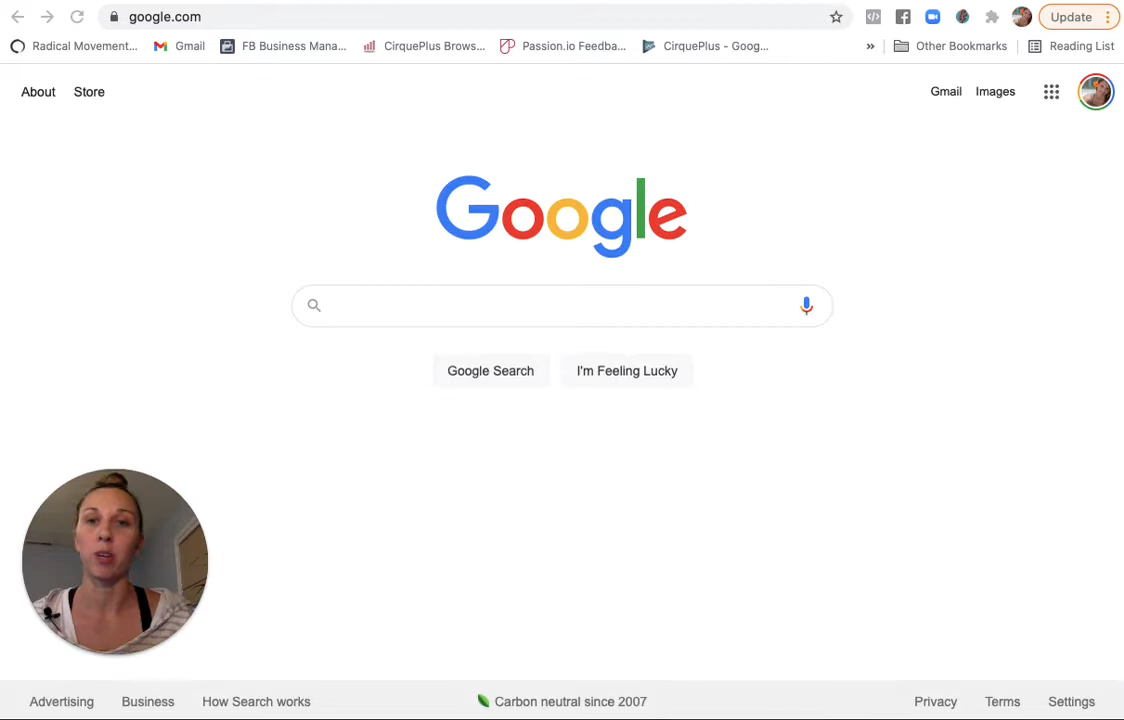 google.com
Update
Radical Movement...
Gmail
FB Business Mana...
CirquePlus Brows...
Passion.io Feedba...
CirquePlus - Goog...
»
Other Bookmarks
Reading List
About
Store
Gmail
Images
Google
Google Search
I'm Feeling Lucky
Advertising
Business
How Search works
Carbon neutral since 2007
Privacy
Terms
Settings